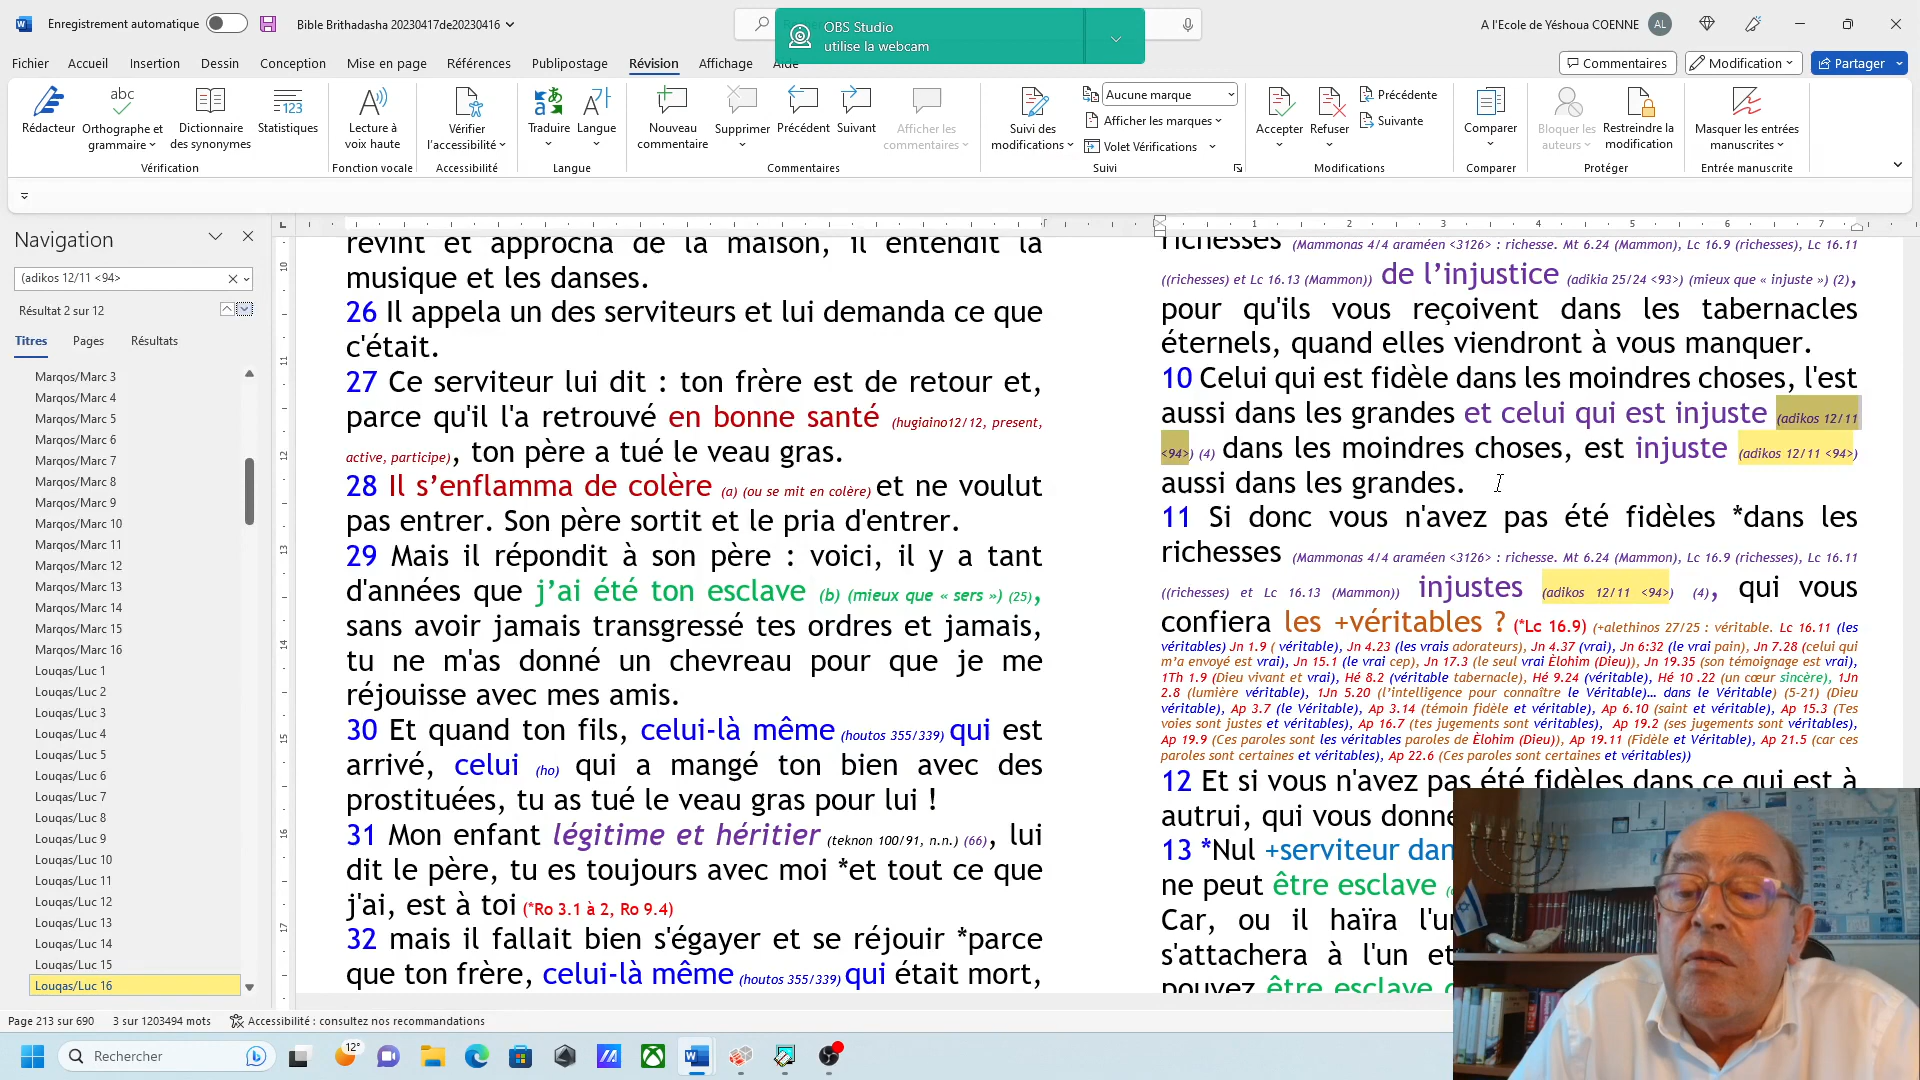 Enregistrement automatique
Bible Brithadasha 20230417de20230416
OBS Studio
utilise la webcam
A l'Ecole de Yéshoua COENNE
AL
Fichier Accueil Insertion Dessin Conception Mise en page Références Publipostage Révision Affichage Aide
Commentaires Modification Partager
Rédacteur
Orthographe et grammaire
Dictionnaire des synonymes
Statistiques
Vérification
Lecture à voix haute
Fonction vocale
Vérifier l'accessibilité
Accessibilité
Traduire
Langue
Langue
Nouveau commentaire
Supprimer
Précédent
Suivant
Afficher les commentaires
Commentaires
Suivi des modifications
Aucune marque
Afficher les marques
Volet Vérifications
Suivi
Accepter
Refuser
Précédente
Suivante
Modifications
Comparer
Comparer
Bloquer les auteurs
Restreindre la modification
Protéger
Masquer les entrées manuscrites
Entrée manuscrite
Navigation
(adikos 12/11 <94>
Résultat 2 sur 12
Titres Pages Résultats
Marqos/Marc 3
Marqos/Marc 4
Marqos/Marc 5
Marqos/Marc 6
Marqos/Marc 7
Marqos/Marc 8
Marqos/Marc 9
Marqos/Marc 10
Marqos/Marc 11
Marqos/Marc 12
Marqos/Marc 13
Marqos/Marc 14
Marqos/Marc 15
Marqos/Marc 16
Louqas/Luc 1
Louqas/Luc 2
Louqas/Luc 3
Louqas/Luc 4
Louqas/Luc 5
Louqas/Luc 6
Louqas/Luc 7
Louqas/Luc 8
Louqas/Luc 9
Louqas/Luc 10
Louqas/Luc 11
Louqas/Luc 12
Louqas/Luc 13
Louqas/Luc 14
Louqas/Luc 15
Louqas/Luc 16
revint et approcha de la maison, il entendit la
musique et les danses.
26 Il appela un des serviteurs et lui demanda ce que
c'était.
27 Ce serviteur lui dit : ton frère est de retour et,
parce qu'il l'a retrouvé en bonne santé (hugiaino12/12, present,
active, participe), ton père a tué le veau gras.
28 Il s’enflamma de colère (a) (ou se mit en colère) et ne voulut
pas entrer. Son père sortit et le pria d'entrer.
29 Mais il répondit à son père : voici, il y a tant
d'années que j’ai été ton esclave (b) (mieux que « sers ») (25),
sans avoir jamais transgressé tes ordres et jamais,
tu ne m'as donné un chevreau pour que je me
réjouisse avec mes amis.
30 Et quand ton fils, celui-là même (houtos 355/339) qui est
arrivé, celui (ho) qui a mangé ton bien avec des
prostituées, tu as tué le veau gras pour lui !
31 Mon enfant légitime et héritier (teknon 100/91, n.n.) (66), lui
dit le père, tu es toujours avec moi *et tout ce que
j'ai, est à toi (*Ro 3.1 à 2, Ro 9.4)
32 mais il fallait bien s'égayer et se réjouir *parce
que ton frère, celui-là même (houtos 355/339) qui était mort,
richesses (Mammonas 4/4 araméen <3126> : richesse. Mt 6.24 (Mammon), Lc 16.9 (richesses), Lc 16.11
((richesses) et Lc 16.13 (Mammon)) de l’injustice (adikia 25/24 <93>) (mieux que « injuste ») (2),
pour qu'ils vous reçoivent dans les tabernacles
éternels, quand elles viendront à vous manquer.
10 Celui qui est fidèle dans les moindres choses, l'est
aussi dans les grandes et celui qui est injuste (adikos 12/11
<94>) (4) dans les moindres choses, est injuste (adikos 12/11 <94>)
aussi dans les grandes.
11 Si donc vous n'avez pas été fidèles *dans les
richesses (Mammonas 4/4 araméen <3126> : richesse. Mt 6.24 (Mammon), Lc 16.9 (richesses), Lc 16.11
((richesses) et Lc 16.13 (Mammon)) injustes (adikos 12/11 <94>) (4), qui vous
confiera les +véritables ? (*Lc 16.9) (+alethinos 27/25 : véritable. Lc 16.11 (les
véritables) Jn 1.9 ( véritable), Jn 4.23 (les vrais adorateurs), Jn 4.37 (vrai), Jn 6:32 (le vrai pain), Jn 7.28 (celui qui
m’a envoyé est vrai), Jn 15.1 (le vrai cep), Jn 17.3 (le seul vrai Èlohim (Dieu)), Jn 19.35 (son témoignage est vrai),
1Th 1.9 (Dieu vivant et vrai), Hé 8.2 (véritable tabernacle), Hé 9.24 (véritable), Hé 10 .22 (un cœur sincère), 1Jn
2.8 (lumière véritable), 1Jn 5.20 (l’intelligence pour connaître le Véritable)… dans le Véritable) (5-21) (Dieu
véritable), Ap 3.7 (le Véritable), Ap 3.14 (témoin fidèle et véritable), Ap 6.10 (saint et véritable), Ap 15.3 (Tes
voies sont justes et véritables), Ap 16.7 (tes jugements sont véritables), Ap 19.2 (ses jugements sont véritables),
Ap 19.9 (Ces paroles sont les véritables paroles de Èlohim (Dieu)), Ap 19.11 (Fidèle et Véritable), Ap 21.5 (car ces
paroles sont certaines et véritables), Ap 22.6 (Ces paroles sont certaines et véritables))
12 Et si vous n'avez pas été fidèles dans ce qui est à
autrui, qui vous donne
13 *Nul +serviteur dan
ne peut être esclave
Car, ou il haïra l'u
s'attachera à l'un et
pouvez être esclave
Page 213 sur 690 3 sur 1203494 mots Accessibilité : consultez nos recommandations
Rechercher
12°